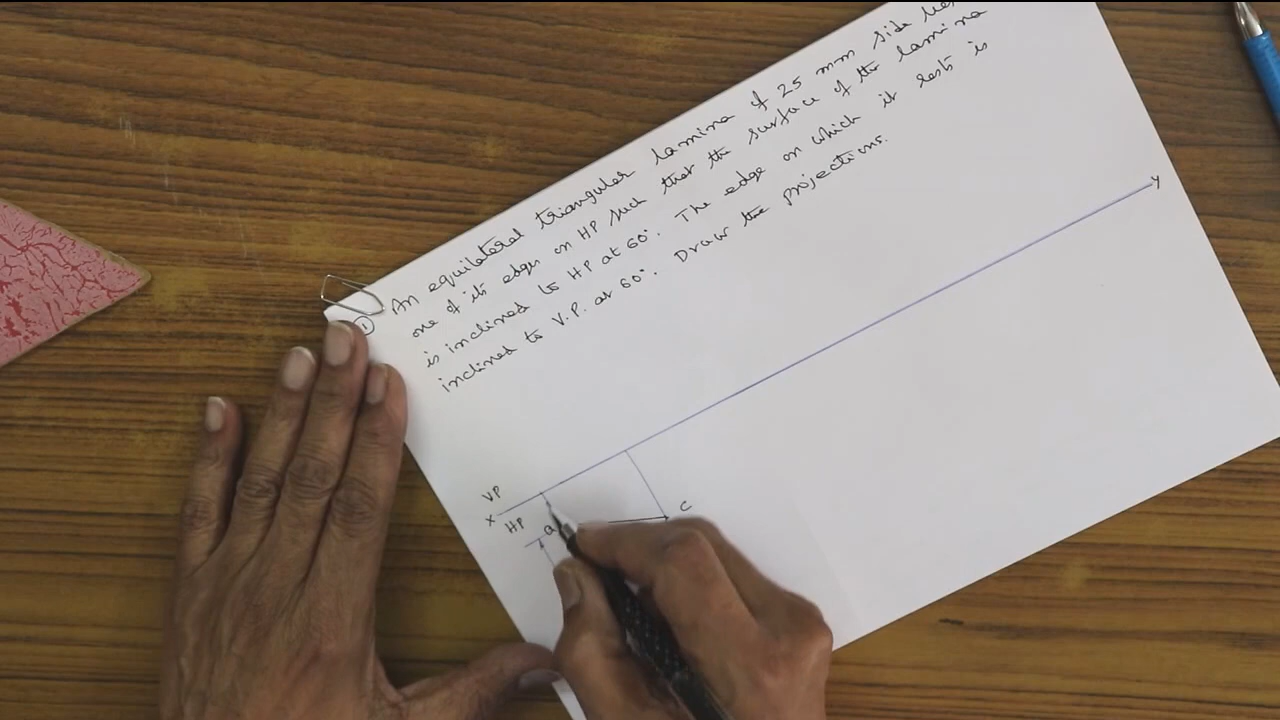 An equilateral triangular lamina of 25 mm side
one of its edges on HP such that the surface of the lamina
is inclined to HP at 60°. The edge on which it rests is
inclined to V.P. at 60°. Draw the projections.
1
Y
VP
X
HP
a
c